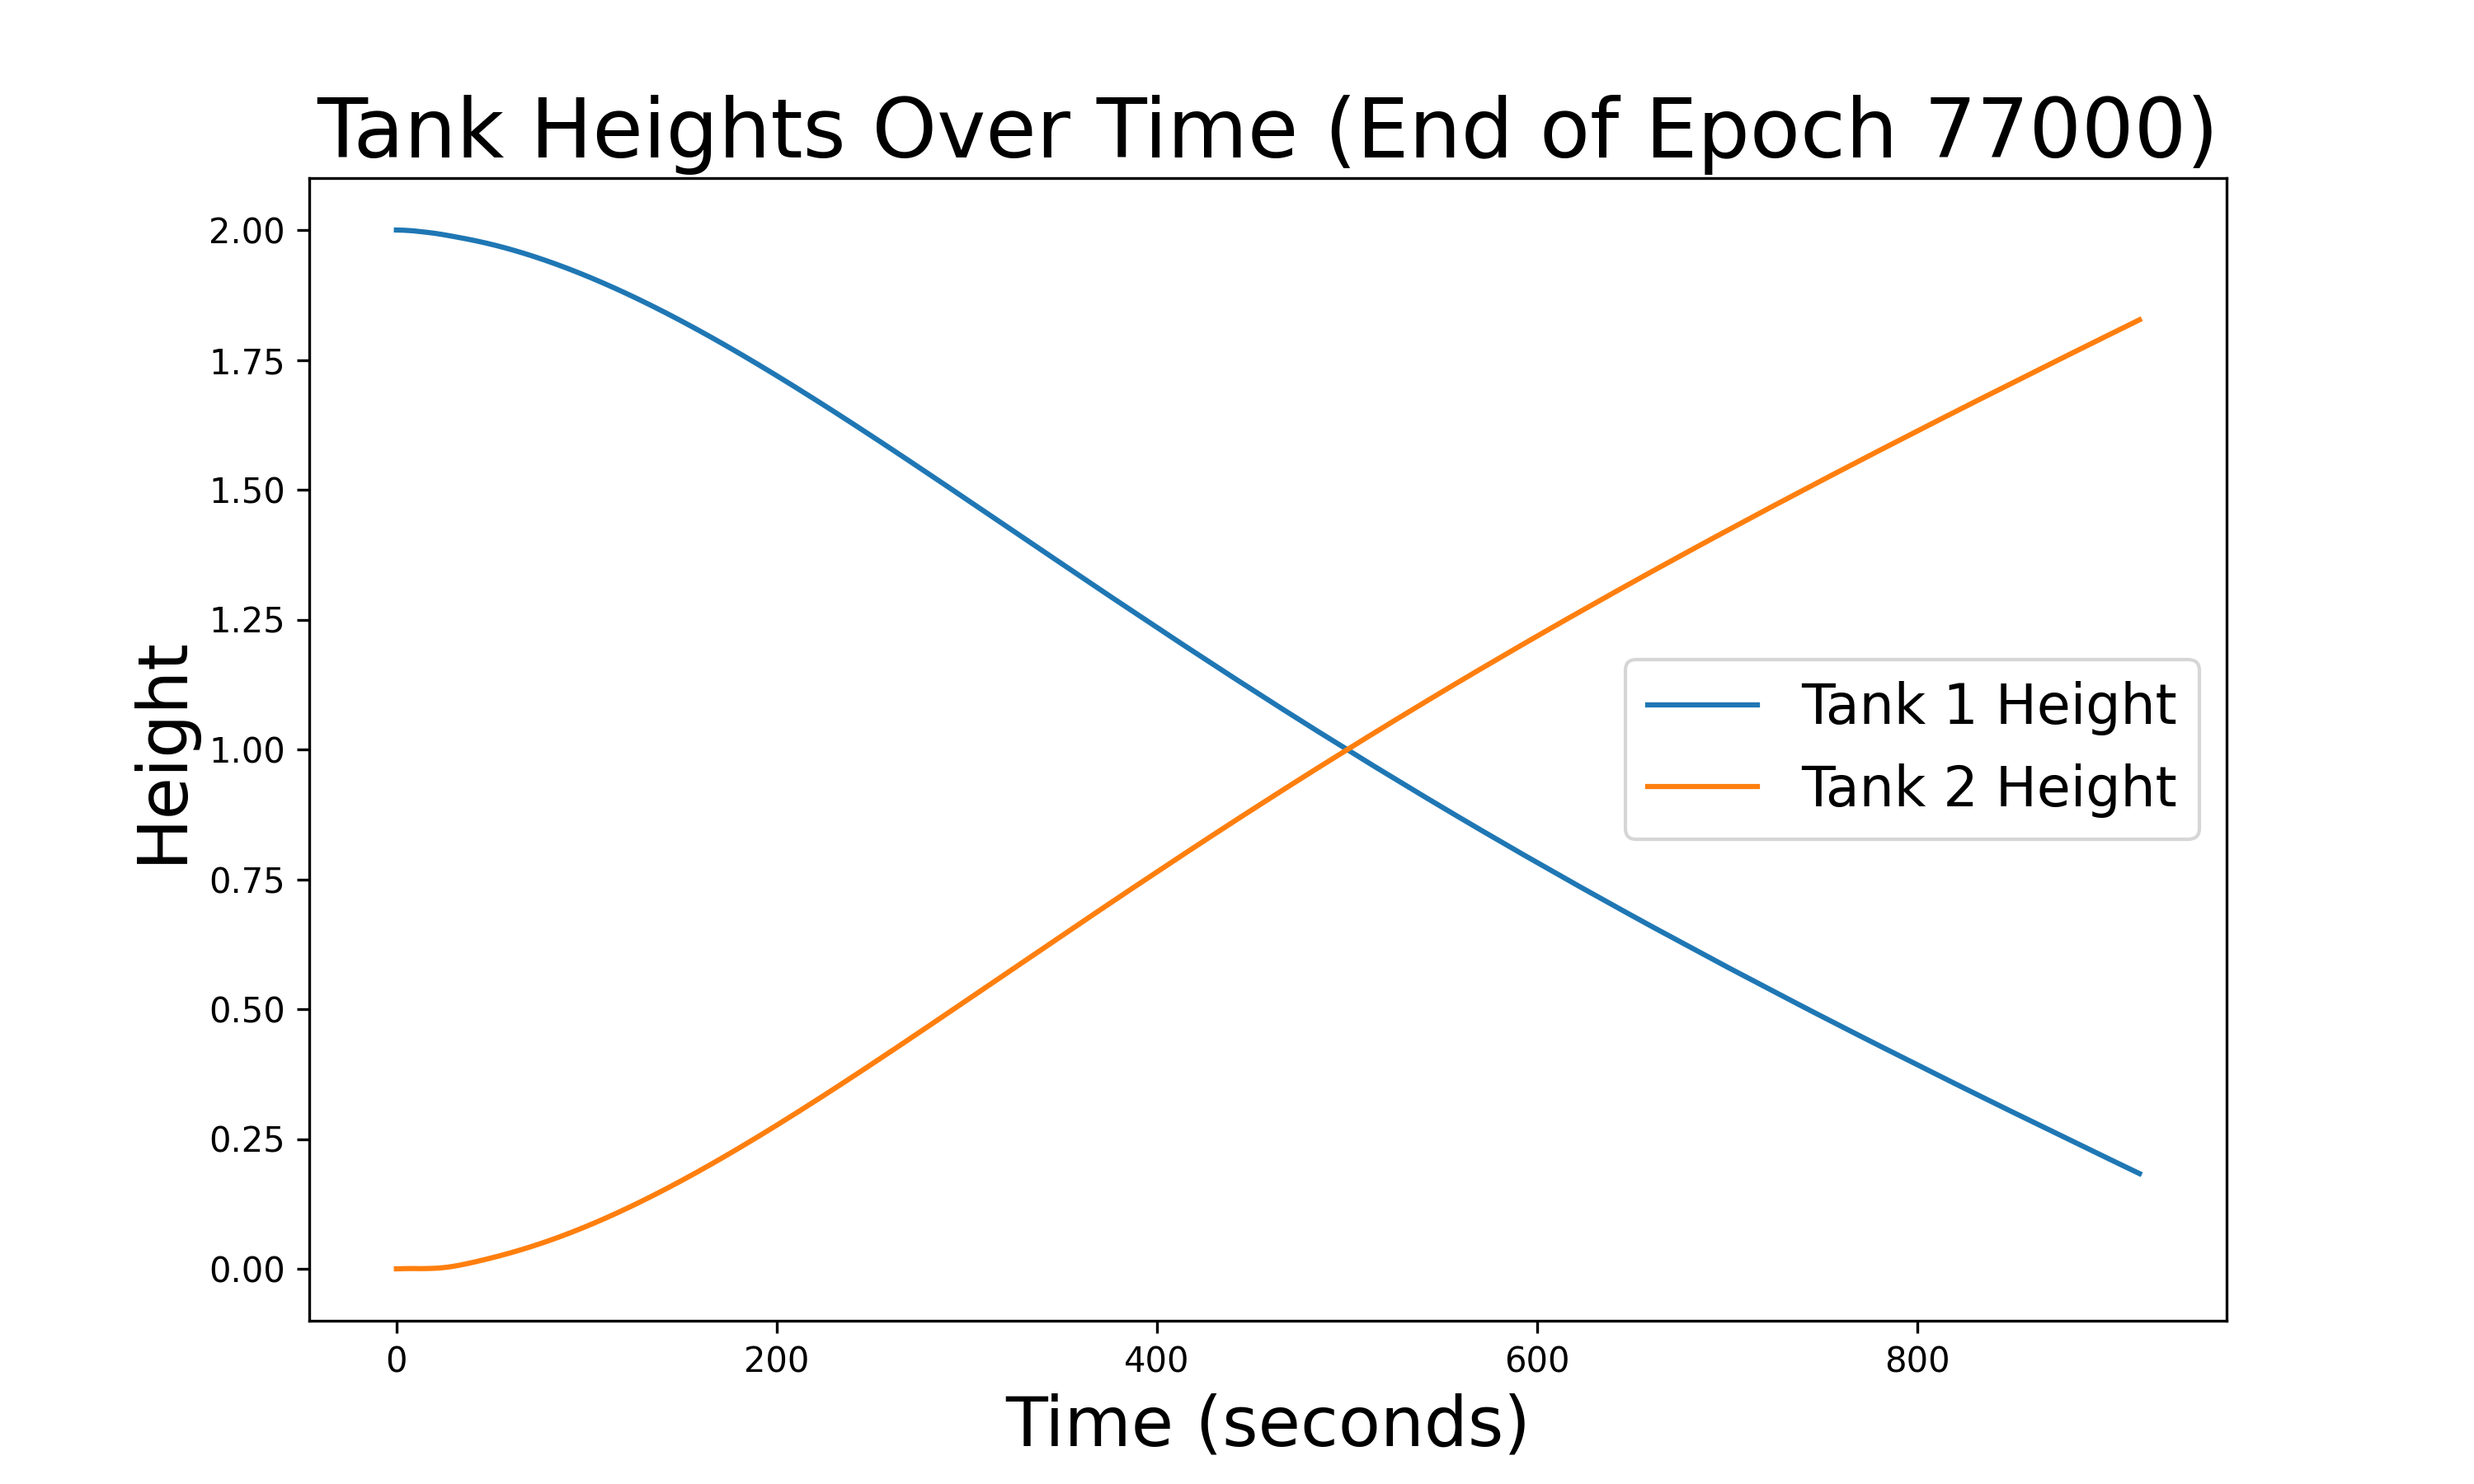 Tank Heights Over Time (End of Epoch 77000)
2.00
1.75
1.50
1.25
1.00
0.75
0.50
0.25
0.00
Height
Tank 1 Height
Tank 2 Height
0 200 400 600 800
Time (seconds)